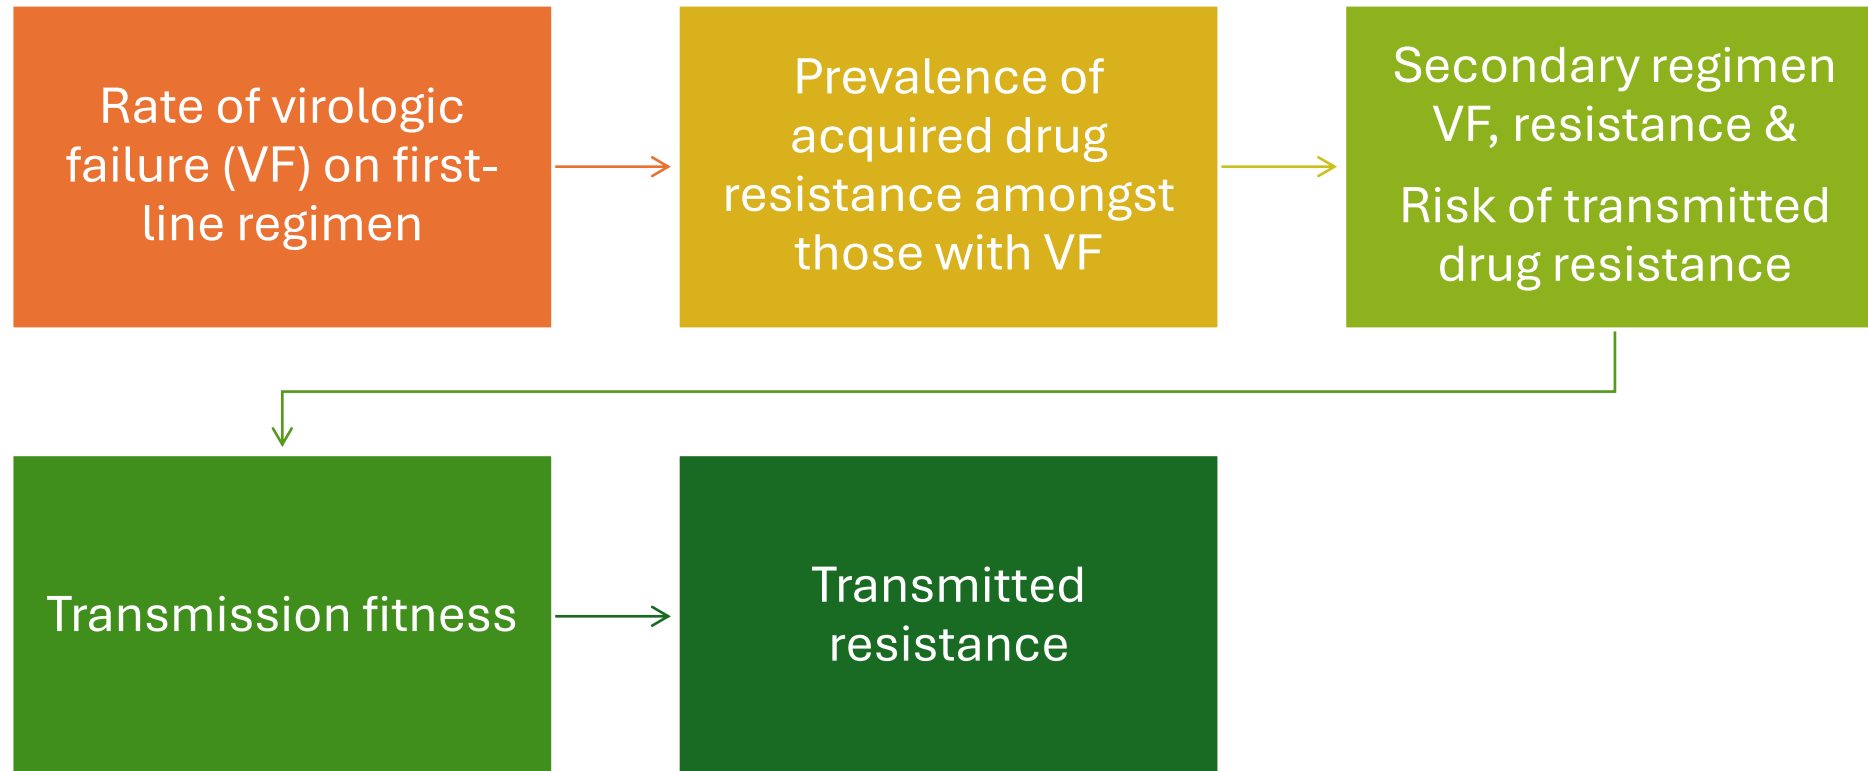 Rate of virologic
failure (VF) on first-
line regimen
Prevalence of
acquired drug
resistance amongst
those with VF
Secondary regimen
VF, resistance &
Risk of transmitted
drug resistance
Transmission fitness
Transmitted
resistance